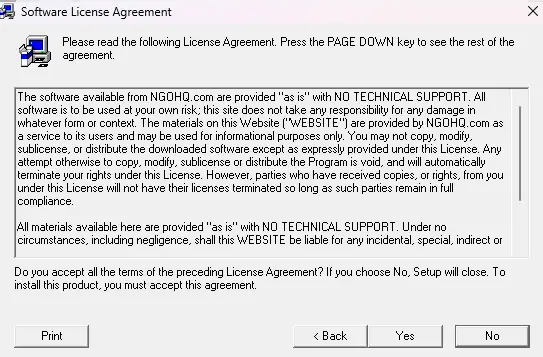 Software License Agreement
Please read the following License Agreement. Press the PAGE DOWN key to see the rest of the
agreement.
The software available from NGOHQ.com are provided "as is" with NO TECHNICAL SUPPORT. All
software is to be used at your own risk; this site does not take any responsibility for any damage in
whatever form or context. The materials on this Website ("WEBSITE") are provided by NGOHQ.com as
a service to its users and may be used for informational purposes only. You may not copy, modify,
sublicense, or distribute the downloaded software except as expressly provided under this License. Any
attempt otherwise to copy, modify, sublicense or distribute the Program is void, and will automatically
terminate your rights under this License. However, parties who have received copies, or rights, from you
under this License will not have their licenses terminated so long as such parties remain in full
compliance.
All materials available here are provided "as is" with NO TECHNICAL SUPPORT. Under no
circumstances, including negligence, shall this WEBSITE be liable for any incidental, special, indirect or
Do you accept all the terms of the preceding License Agreement? If you choose No, Setup will close. To
install this product, you must accept this agreement.
Print
< Back
Yes
No